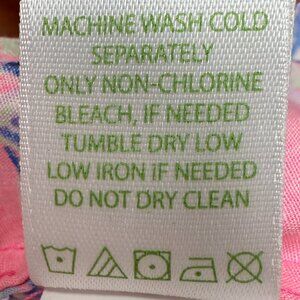 MACHINE WASH COLD
SEPARATELY
ONLY NON-CHLORINE
BLEACH, IF NEEDED
TUMBLE DRY LOW
LOW IRON IF NEEDED
DO NOT DRY CLEAN